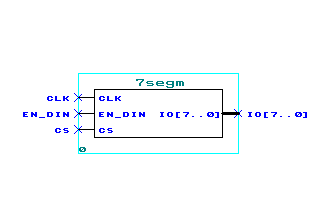 7segm
CLK CLK
EN_DIN EN_DIN IO[7..0] IO[7..0]
CS CS
0